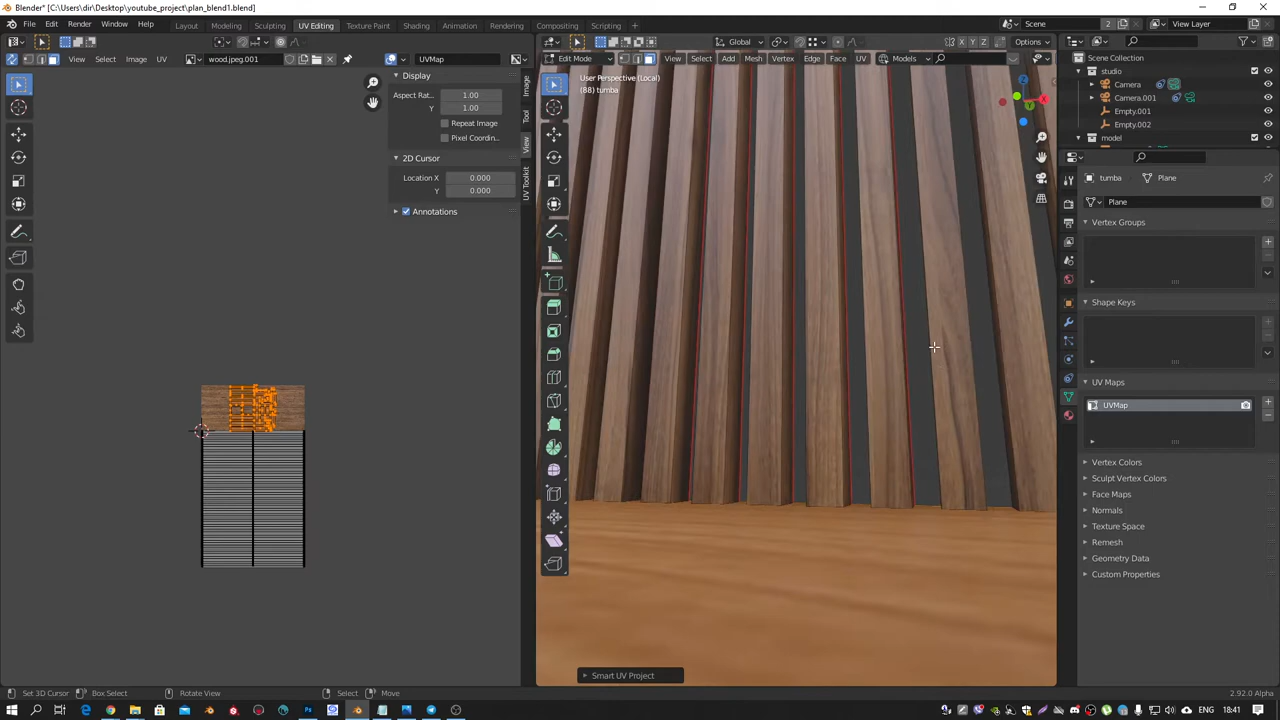 Blender* [C:\Users\dir\Desktop\youtube_project\plan_blend1.blend]
File Edit Render Window Help Layout Modeling Sculpting UV Editing Texture Paint Shading Animation Rendering Compositing Scripting Scene 2 View Layer
Global Options
View Select Image UV wood.jpeg.001 UVMap Edit Mode View Select Add Mesh Vertex Edge Face UV Models
Display
Aspect Rat... X 1.00
Y 1.00
Repeat Image
Pixel Coordin...
2D Cursor
Location X 0.000
Y 0.000
Annotations
Image
Tool
View
UV Toolkit
User Perspective (Local)
(88) tumba
X
Y
Z
X
Smart UV Project
Scene Collection
studio
Camera
Camera.001
Empty.001
Empty.002
model
tumba Plane
Plane
Vertex Groups
Shape Keys
UV Maps
UVMap
Vertex Colors
Sculpt Vertex Colors
Face Maps
Normals
Texture Space
Remesh
Geometry Data
Custom Properties
Set 3D Cursor Box Select Rotate View Select Move 2.92.0 Alpha
18:41